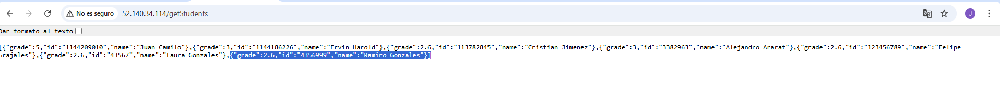 No es seguro 52.140.34.114/getStudents J
Dar formato al texto
[{"grade":5,"id":"1144209010","name":"Juan Camilo"},{"grade":3,"id":"1144186226","name":"Ervin Harold"},{"grade":2.6,"id":"113782845","name":"Cristian Jimenez"},{"grade":3,"id":"3382963","name":"Alejandro Ararat"},{"grade":2.6,"id":"123456789","name":"Felipe
Grajales"},{"grade":2.6,"id":"43567","name":"Laura Gonzales"},{"grade":2.6,"id":"4356999","name":"Ramiro Gonzales"}]